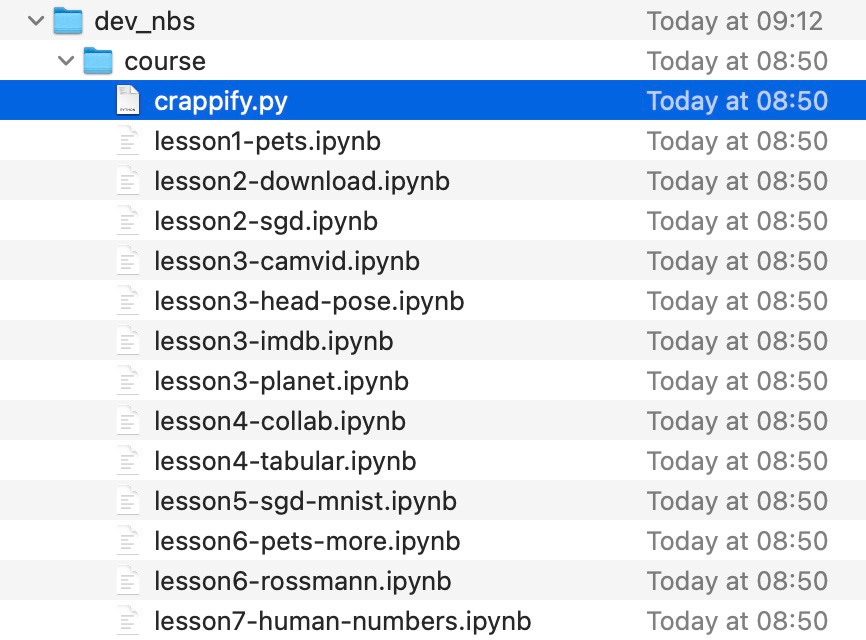 dev_nbs Today at 09:12
course Today at 08:50
crappify.py Today at 08:50
lesson1-pets.ipynb Today at 08:50
lesson2-download.ipynb Today at 08:50
lesson2-sgd.ipynb Today at 08:50
lesson3-camvid.ipynb Today at 08:50
lesson3-head-pose.ipynb Today at 08:50
lesson3-imdb.ipynb Today at 08:50
lesson3-planet.ipynb Today at 08:50
lesson4-collab.ipynb Today at 08:50
lesson4-tabular.ipynb Today at 08:50
lesson5-sgd-mnist.ipynb Today at 08:50
lesson6-pets-more.ipynb Today at 08:50
lesson6-rossmann.ipynb Today at 08:50
lesson7-human-numbers.ipynb Today at 08:50